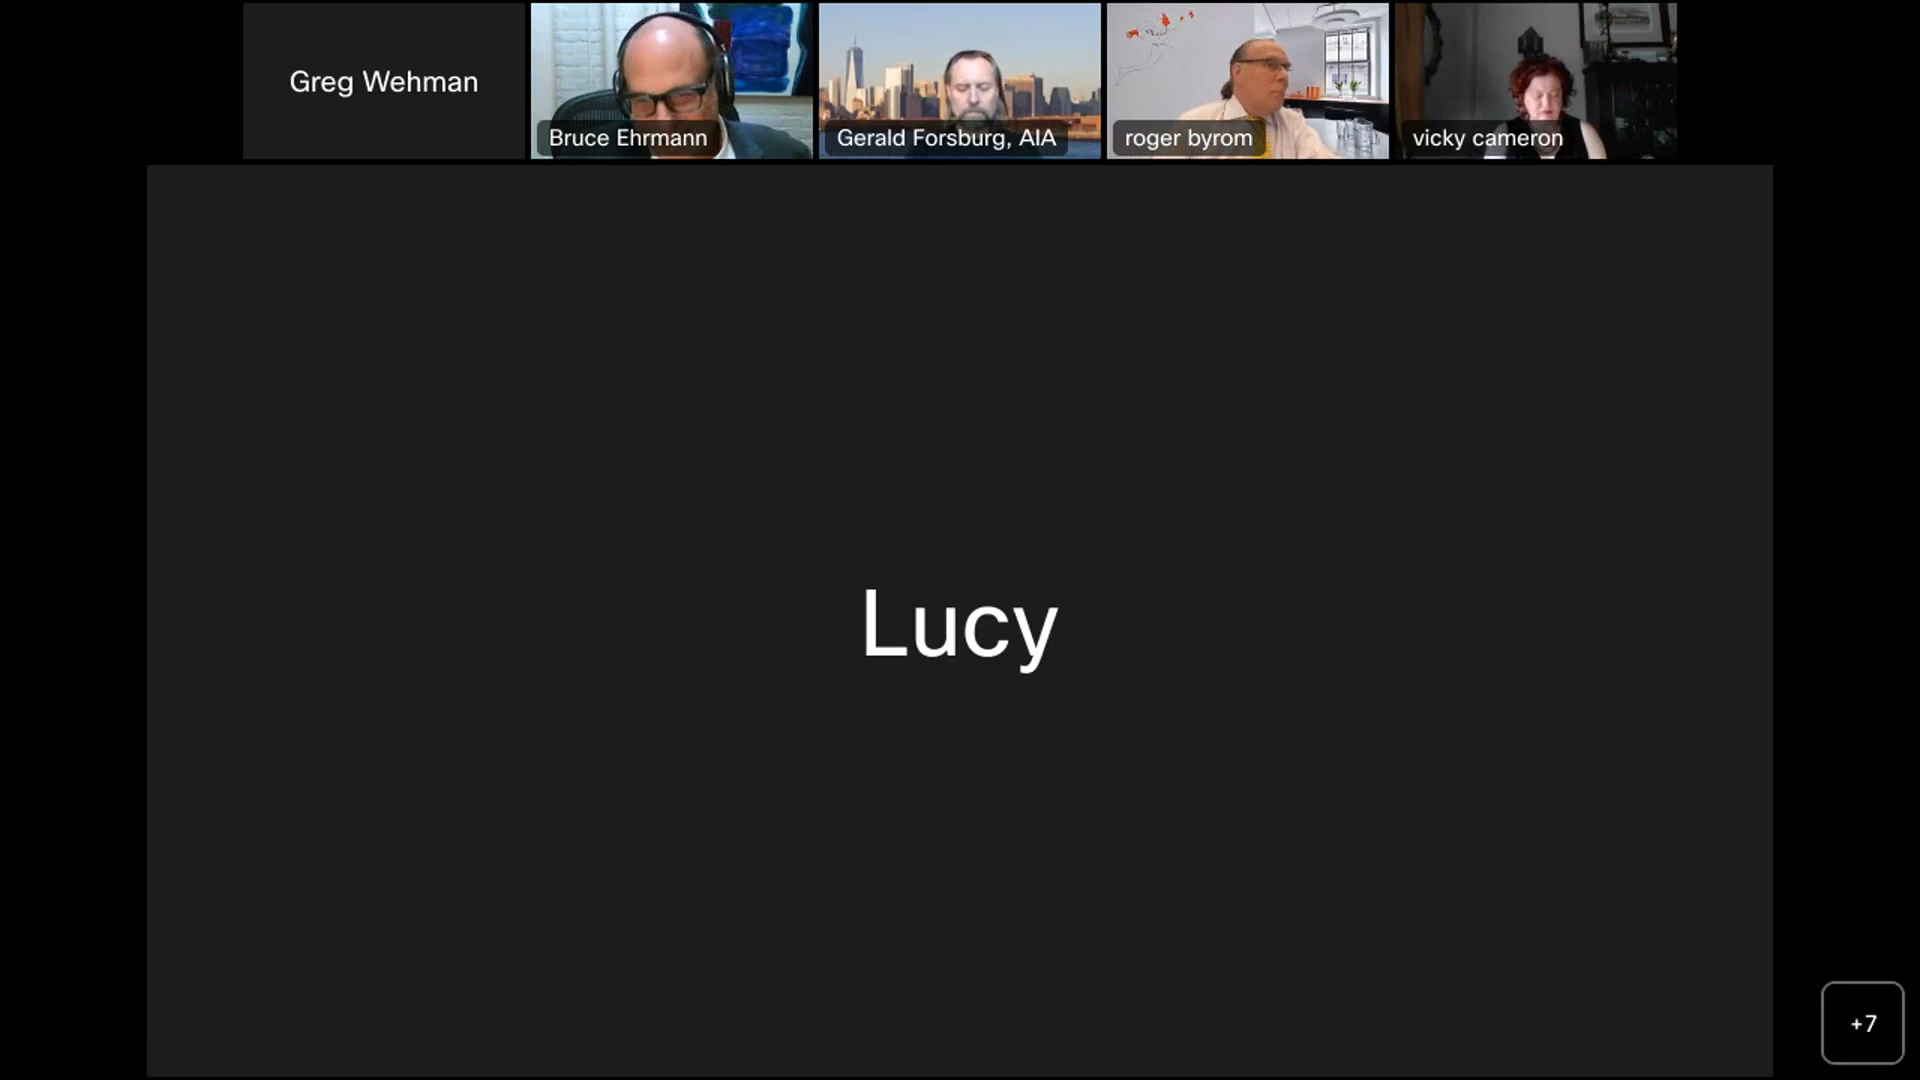 Greg Wehman
Bruce Ehrmann
Gerald Forsburg, AIA
roger byrom
vicky cameron
Lucy
+7